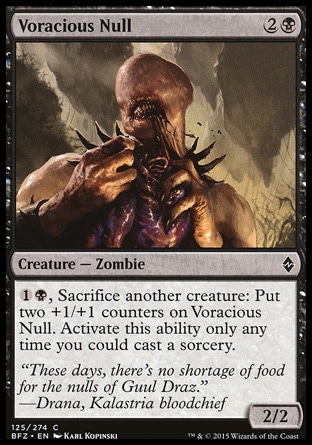 Voracious Null 2
Creature — Zombie
1, Sacrifice another creature: Put
two +1/+1 counters on Voracious
Null. Activate this ability only any
time you could cast a sorcery.
“These days, there’s no shortage of
food for the nulls of Guul Draz.”
—Drana, Kalastria bloodchief
2/2
125/274 C
BFZ • EN Karl Kopinski
™ & © 2015 Wizards of the Coast